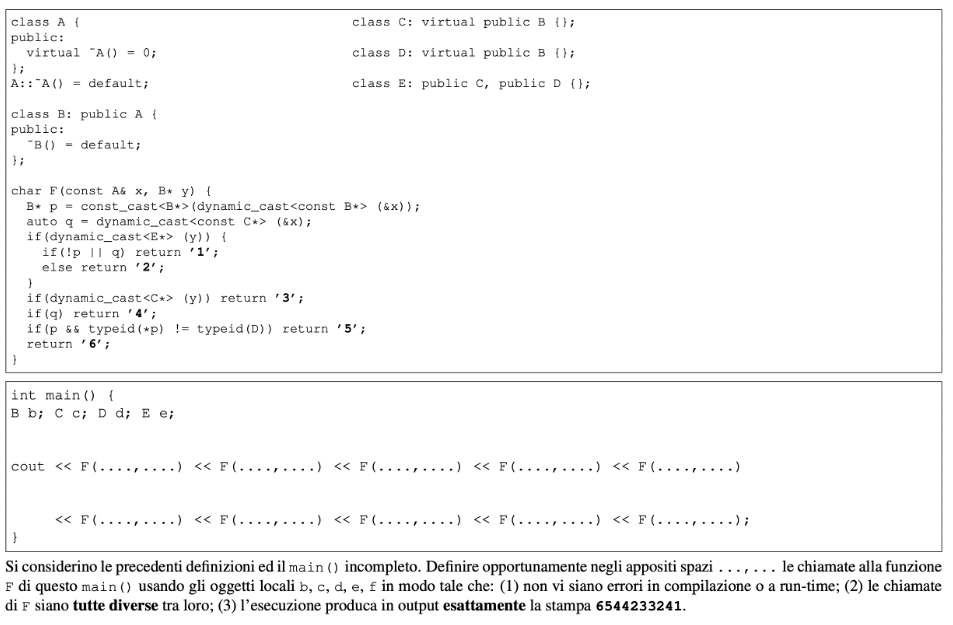 class A {                                class C: virtual public B {};
public:
  virtual ~A() = 0;                      class D: virtual public B {};
};
A::~A() = default;                       class E: public C, public D {};
class B: public A {
public:
  ~B() = default;
};
char F(const A& x, B* y) {
  B* p = const_cast<B*>(dynamic_cast<const B*> (&x));
  auto q = dynamic_cast<const C*> (&x);
  if(dynamic_cast<E*> (y)) {
    if(!p || q) return '1';
    else return '2';
  }
  if(dynamic_cast<C*> (y)) return '3';
  if(q) return '4';
  if(p && typeid(*p) != typeid(D)) return '5';
  return '6';
}
int main() {
B b; C c; D d; E e;
cout << F(....,....) << F(....,....) << F(....,....) << F(....,....) << F(....,....)
     << F(....,....) << F(....,....) << F(....,....) << F(....,....) << F(....,....);
}
Si considerino le precedenti definizioni ed il main() incompleto. Definire opportunamente negli appositi spazi ...,... le chiamate alla funzione
F di questo main() usando gli oggetti locali b, c, d, e, f in modo tale che: (1) non vi siano errori in compilazione o a run-time; (2) le chiamate
di F siano tutte diverse tra loro; (3) l'esecuzione produca in output esattamente la stampa 6544233241.